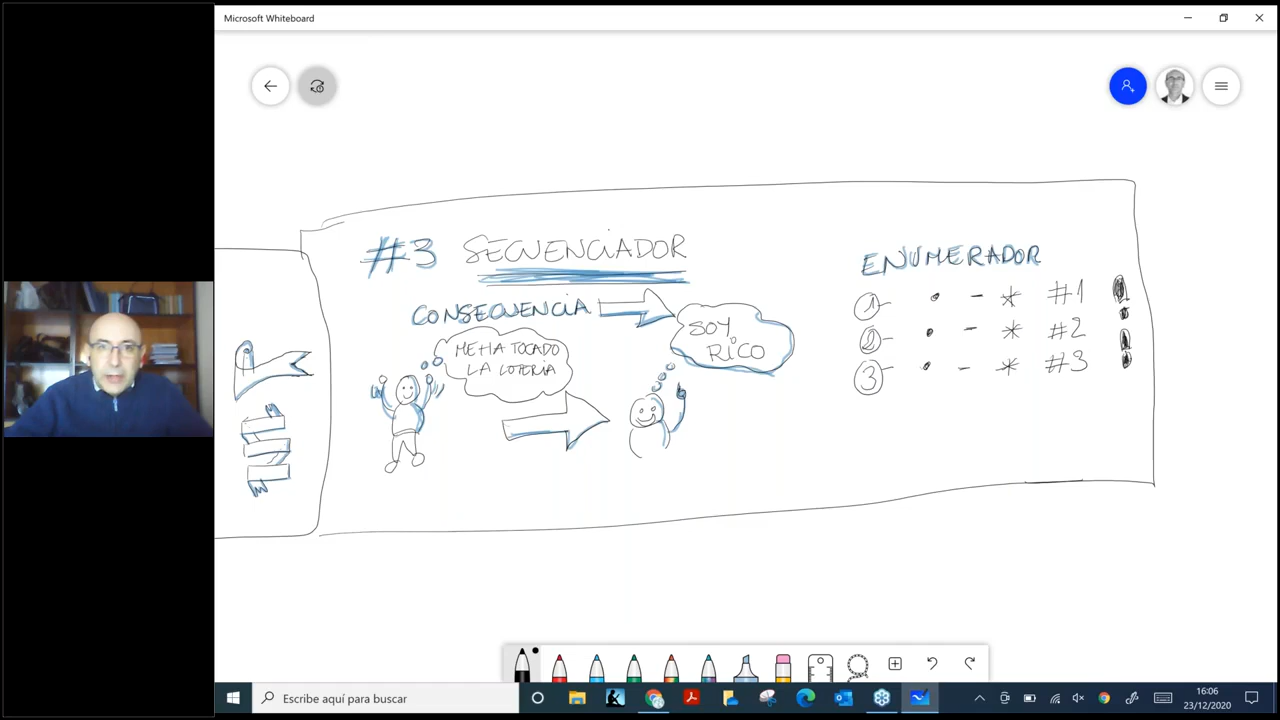 Microsoft Whiteboard
#3 SECUENCIADOR
CONSECUENCIA
ME HA TOCADO
LA LOTERÍA
SOY
RICO
ENUMERADOR
1 • - * #1
2 • - * #2
3 • - * #3
Escribe aquí para buscar
16:06
23/12/2020